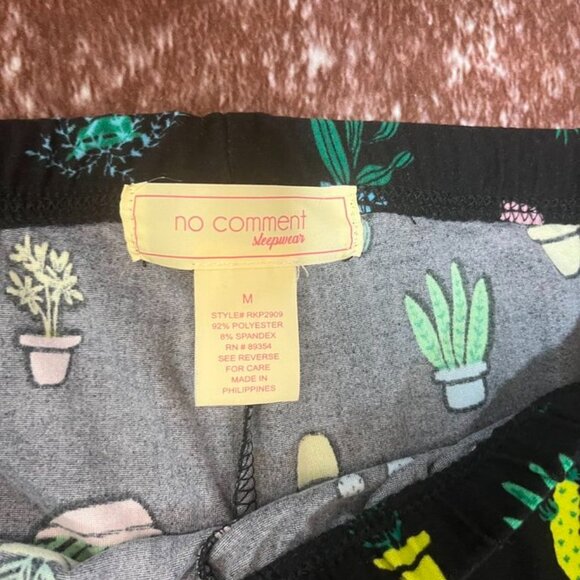 no comment
sleepwear
M
STYLE# RKP2909
92% POLYESTER
8% SPANDEX
RN # 89354
SEE REVERSE
FOR CARE
MADE IN
PHILIPPINES